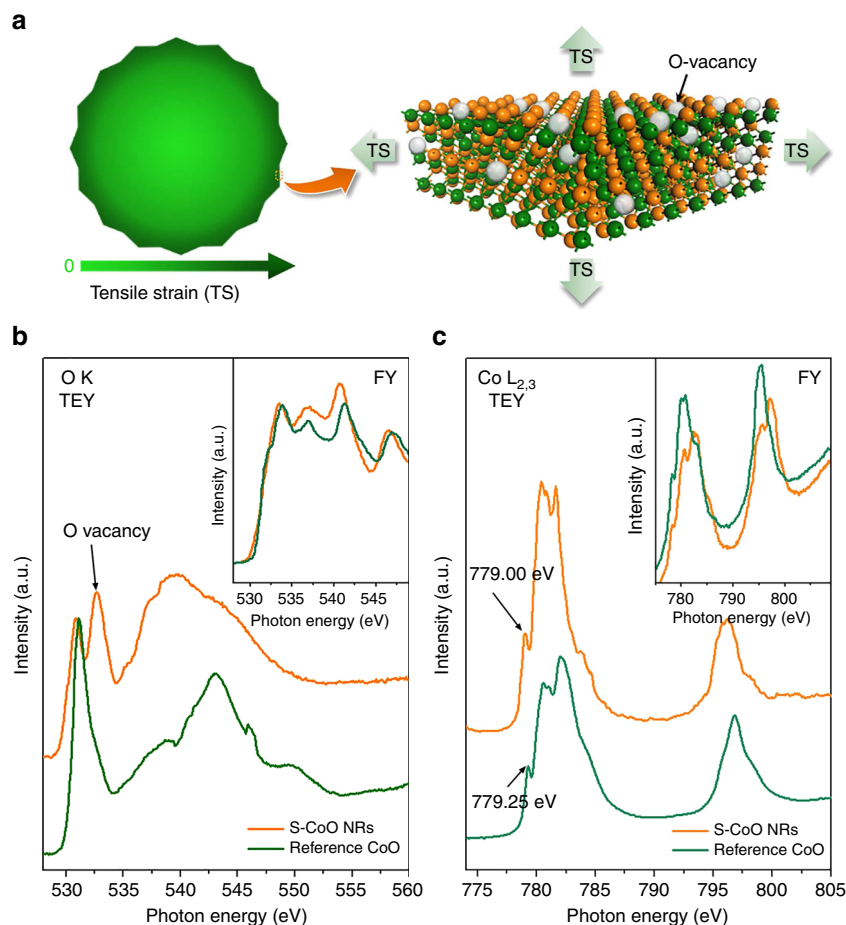 a
TS
O-vacancy
TS
TS
0
Tensile strain (TS)
TS
b
O K
TEY
FY
Intensity (a.u.)
530 535 540 545
Photon energy (eV)
O vacancy
Intensity (a.u.)
S-CoO NRs
Reference CoO
530 535 540 545 550 555 560
Photon energy (eV)
c
Co L2,3
TEY
FY
Intensity (a.u.)
780 790 800
Photon energy (eV)
779.00 eV
Intensity (a.u.)
779.25 eV
S-CoO NRs
Reference CoO
775 780 785 790 795 800 805
Photon energy (eV)